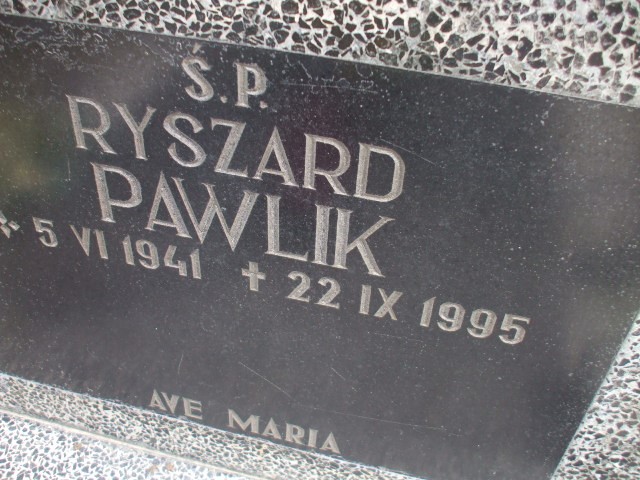 Ś.P.
RYSZARD
PAWLIK
5 VI 1941 ✝ 22 IX 1995
AVE MARIA